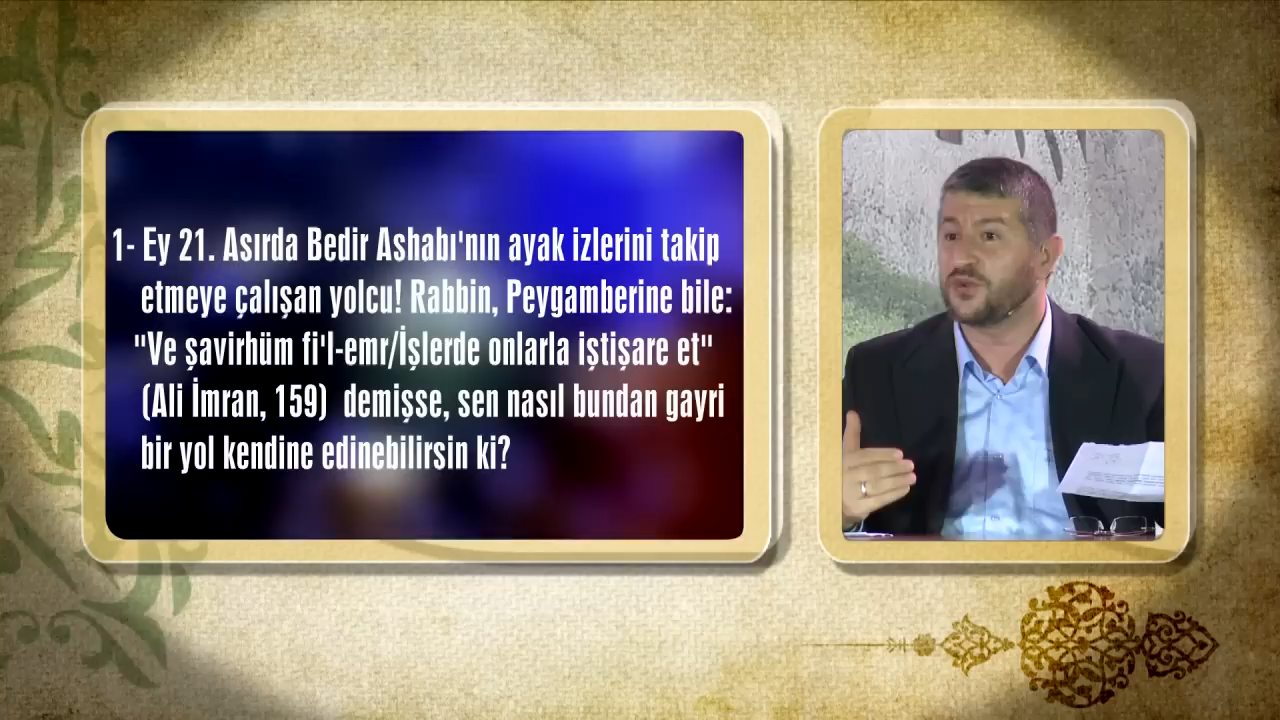 1- Ey 21. Asırda Bedir Ashabı'nın ayak izlerini takip
etmeye çalışan yolcu! Rabbin, Peygamberine bile:
"Ve şavirhüm fi'l-emr/İşlerde onlarla iştişare et"
(Ali İmran, 159) demişse, sen nasıl bundan gayri
bir yol kendine edinebilirsin ki?